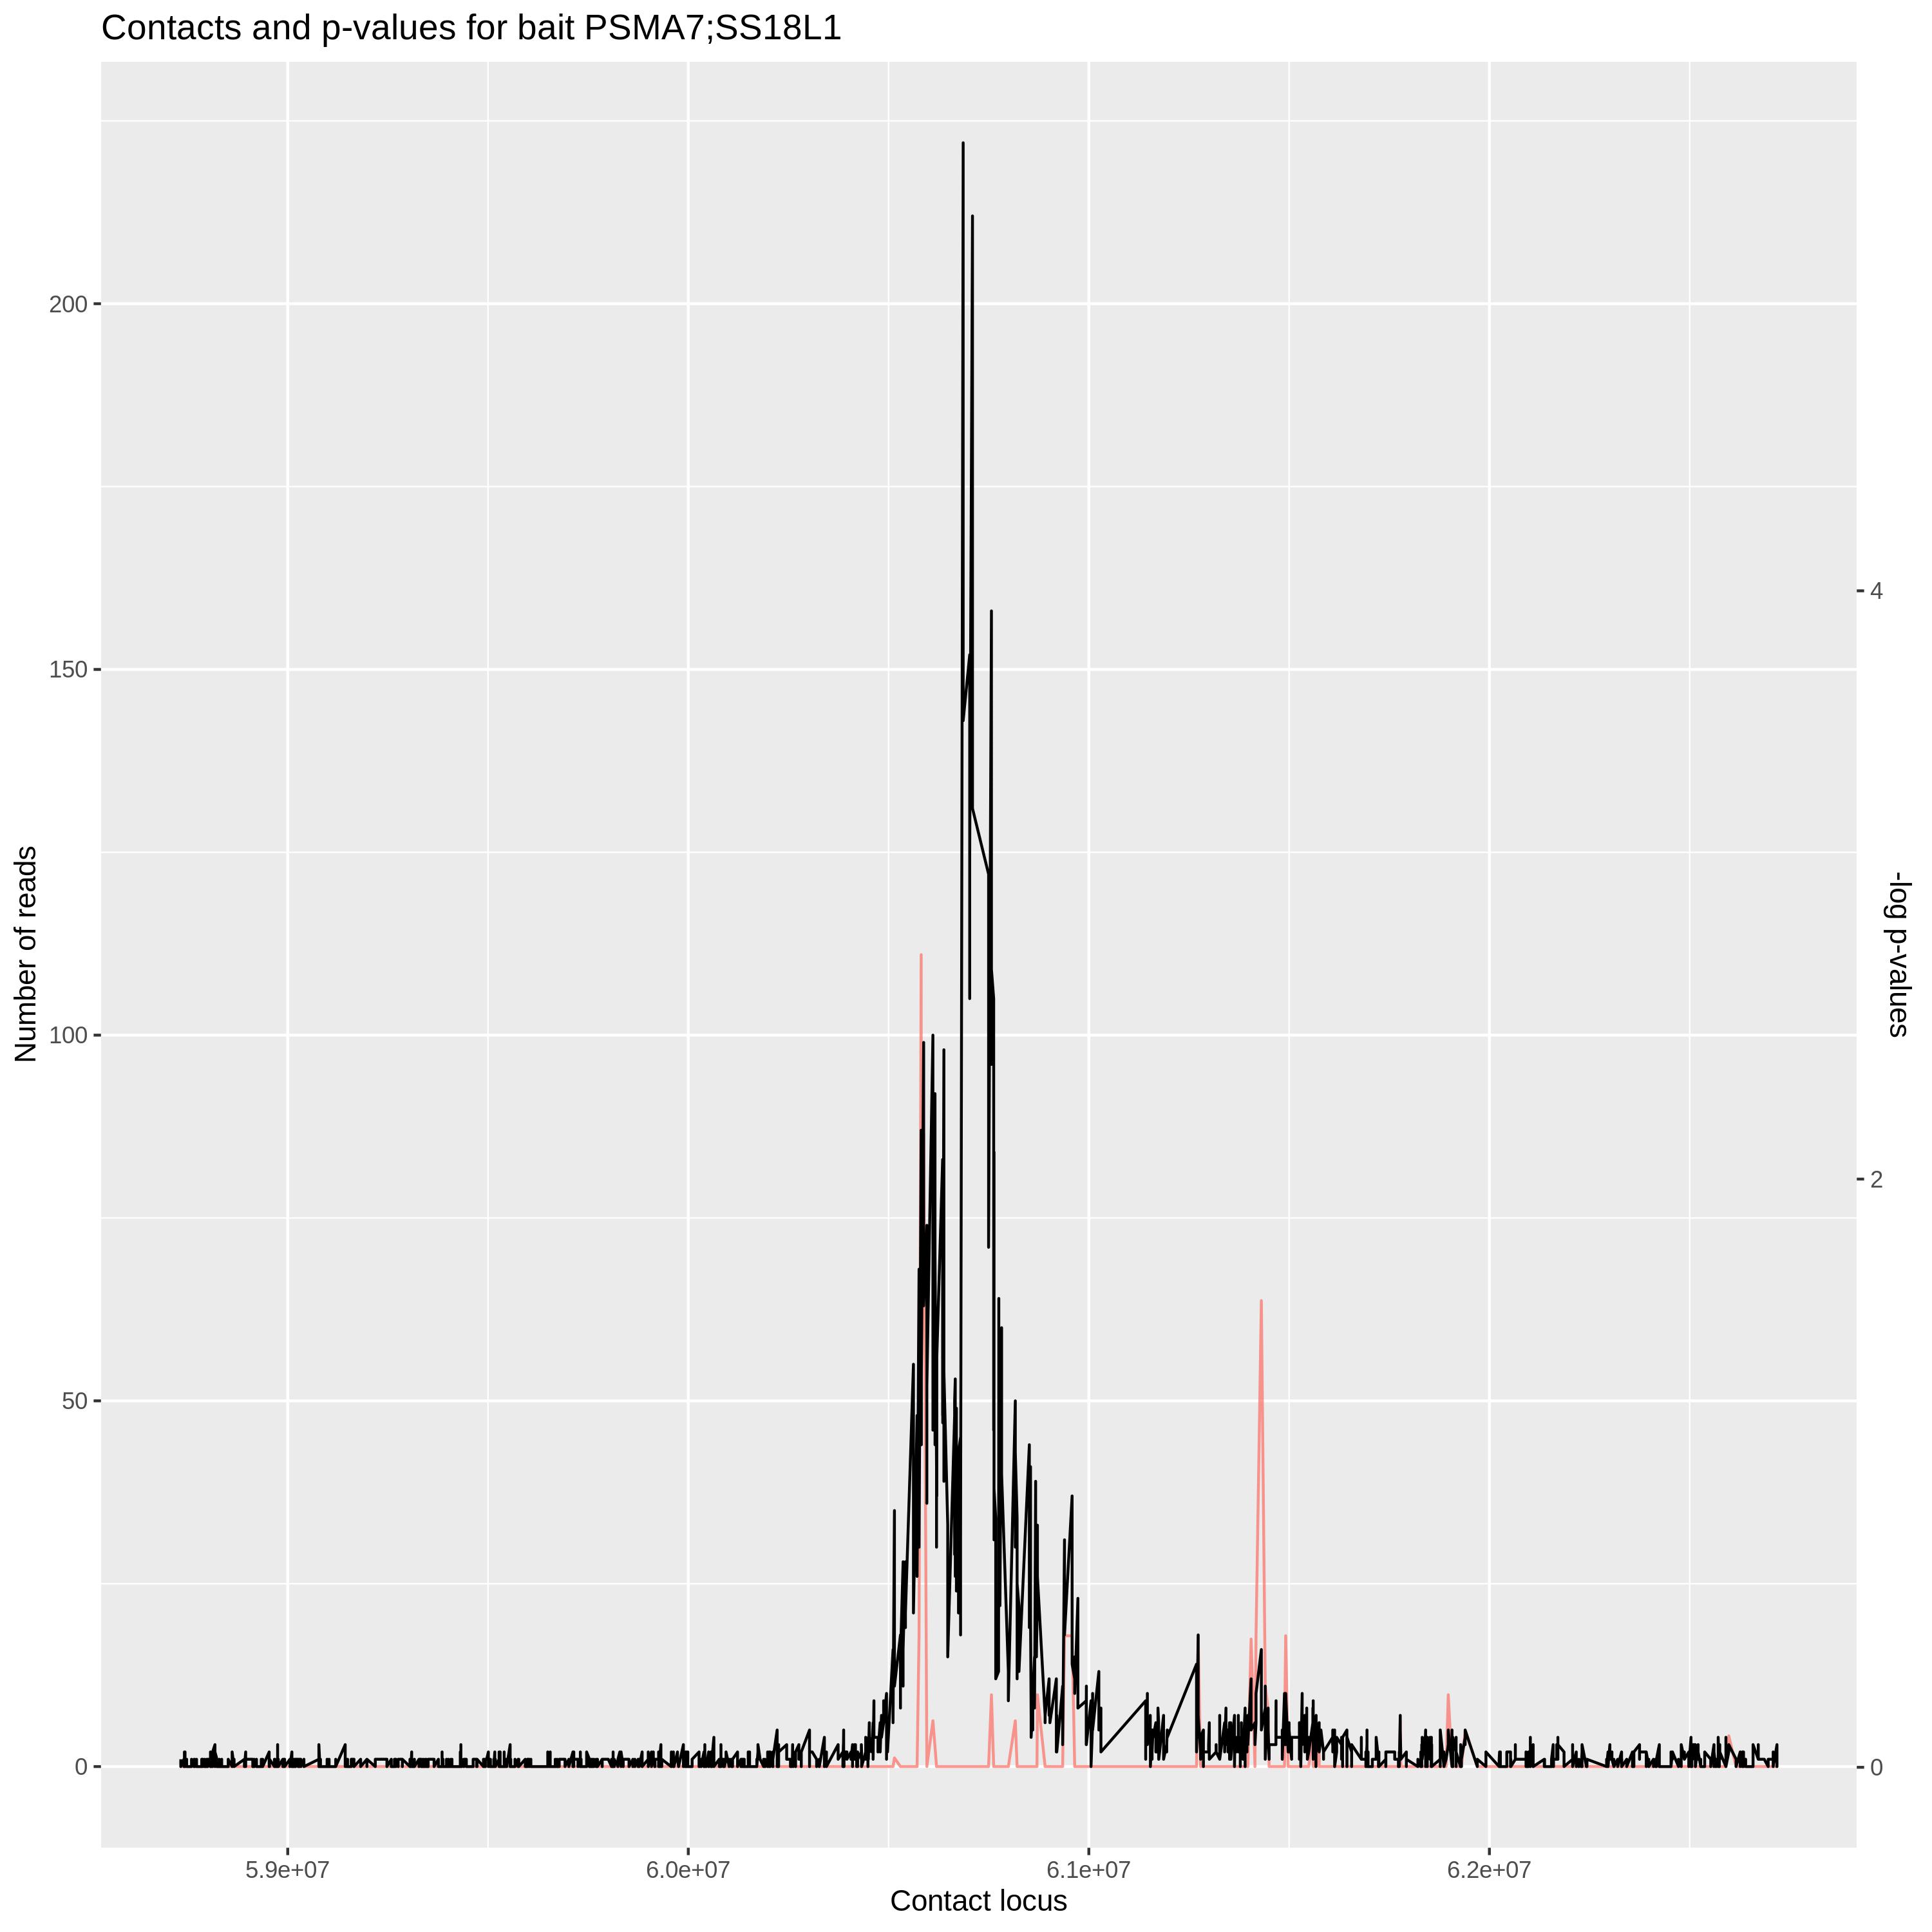 Contacts and p-values for bait PSMA7;SS18L1
Number of reads
200
150
100
50
0
4
2
0
-log p-values
5.9e+07
6.0e+07
6.1e+07
6.2e+07
Contact locus